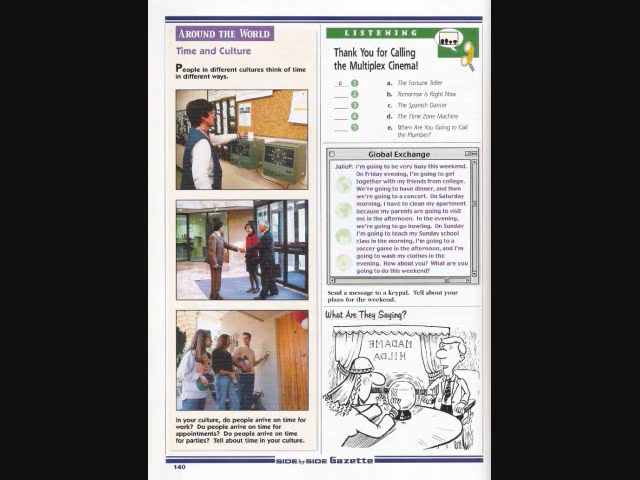 AROUND THE WORLD
Time and Culture
People in different cultures think of time
in different ways.
In your culture, do people arrive on time for
work? Do people arrive on time for
appointments? Do people arrive on time
for parties? Tell about time in your culture.
LISTENING
Thank You for Calling
the Multiplex Cinema!
c 1 a. The Fortune Teller
2 b. Tomorrow Is Right Now
3 c. The Spanish Dancer
4 d. The Time Zone Machine
5 e. When Are You Going to Call
the Plumber?
Global Exchange
JulioP: I'm going to be very busy this weekend.
On Friday evening, I'm going to get
together with my friends from college.
We're going to have dinner, and then
we're going to a concert. On Saturday
morning, I have to clean my apartment
because my parents are going to visit
me in the afternoon. In the evening,
we're going to go bowling. On Sunday
I'm going to teach my Sunday school
class in the morning, I'm going to a
soccer game in the afternoon, and I'm
going to wash my clothes in the
evening. How about you? What are you
going to do this weekend?
Send a message to a keypal. Tell about your
plans for the weekend.
What Are They Saying?
MADAME
HILDA
140
SIDE by SIDE Gazette